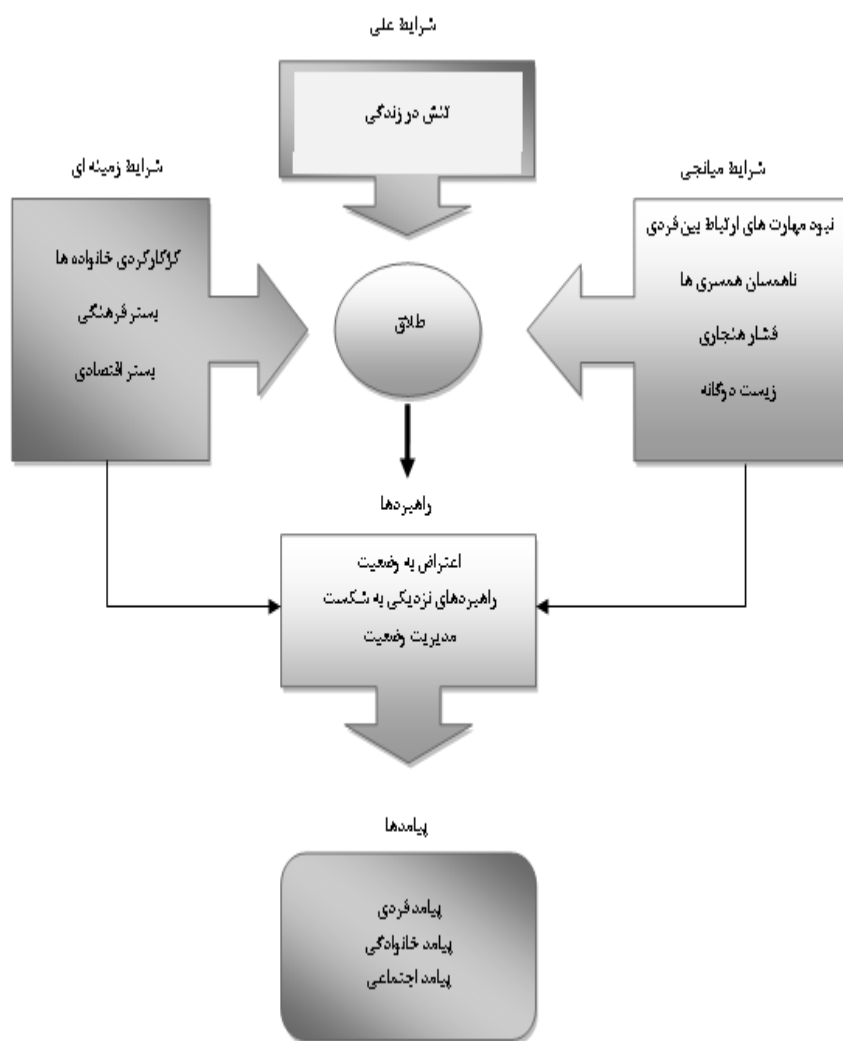 شرایط علی
تنش در زندگی
شرایط میانجی
نبود مهارت های ارتباط بین فردی
ناهمسان همسری ها
فشار هنجاری
زیست دوگانه
شرایط زمینه ای
کژکارکردی خانواده ها
بستر فرهنگی
بستر اقتصادی
طلاق
راهبردها
اعتراض به وضعیت
راهبردهای نزدیکی به شکست
مدیریت وضعیت
پیامدها
پیامد فردی
پیامد خانوادگی
پیامد اجتماعی